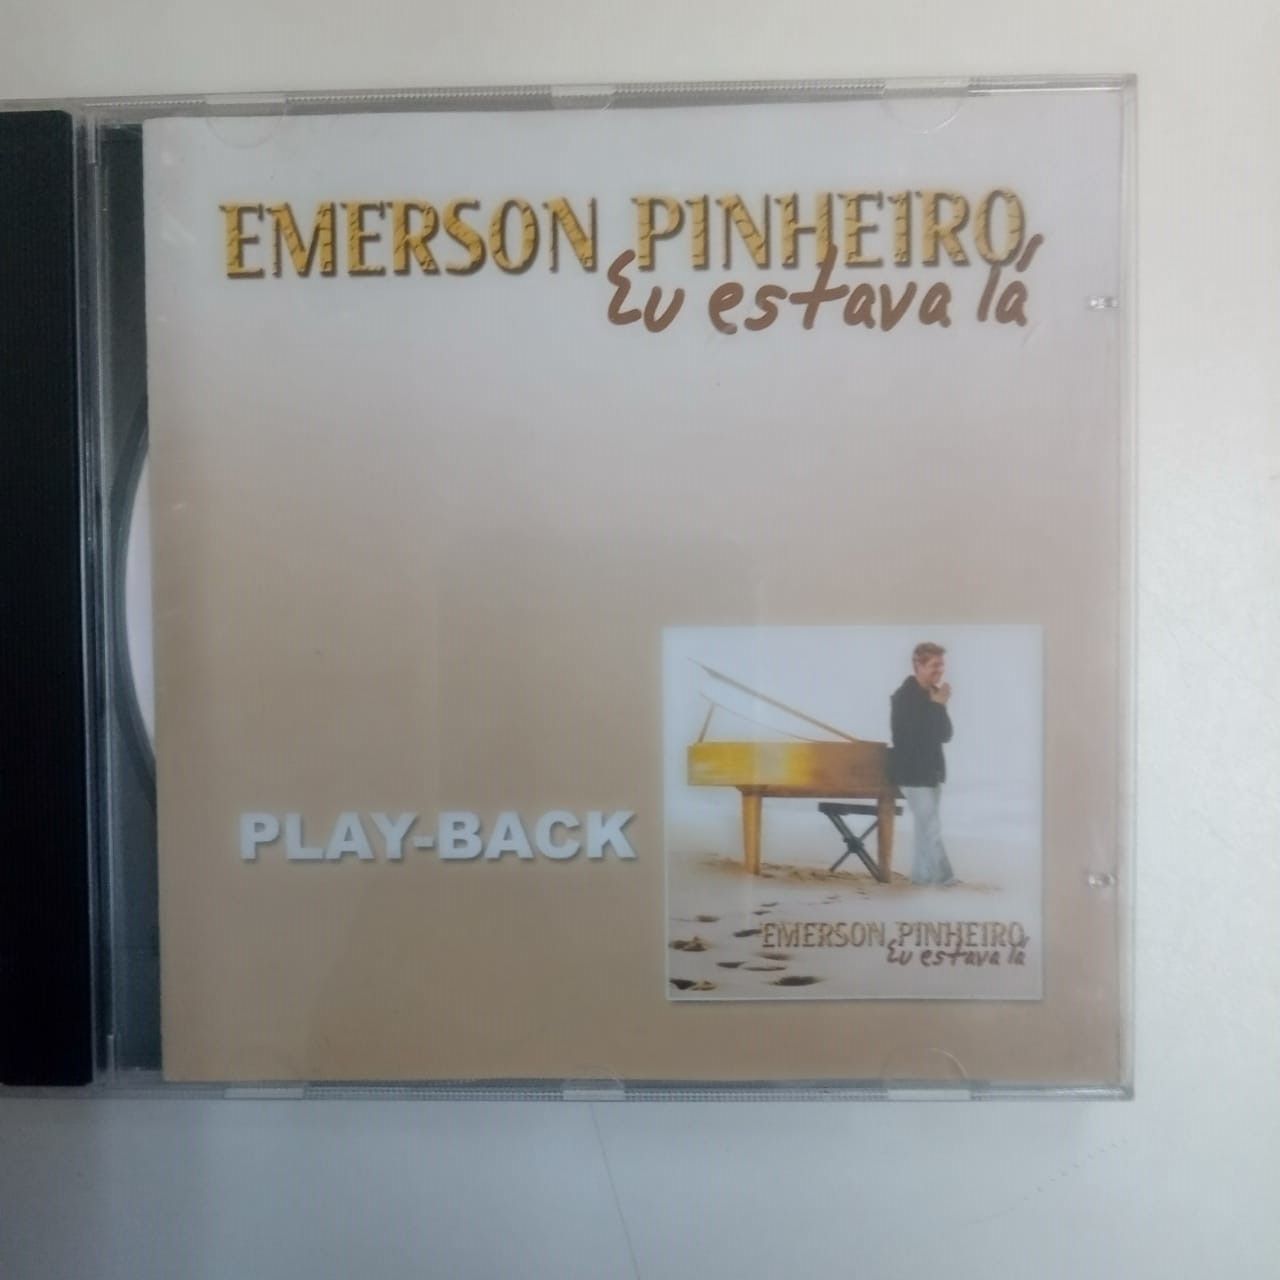 EMERSON PINHEIRO
Eu estava lá
PLAY-BACK
EMERSON PINHEIRO
Eu estava lá